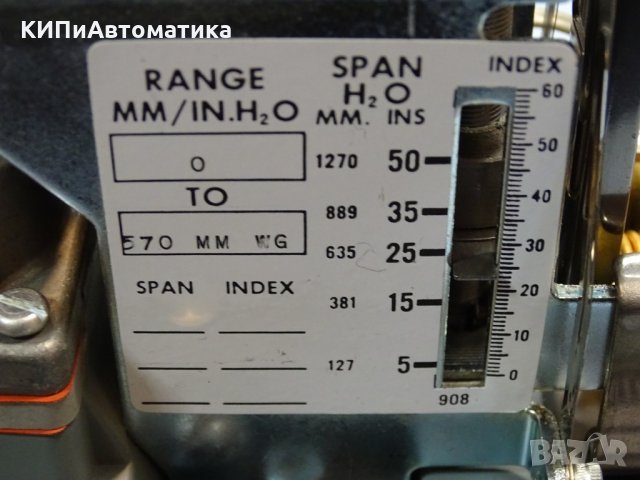 КИПиАвтоматика
RANGE
MM/IN.H₂O
0
TO
570 MM WG
SPAN INDEX
SPAN
H₂O
MM. INS
1270 50
889 35
635 25
381 15
127 5
INDEX
60
50
40
30
20
10
0
908
BAZAR